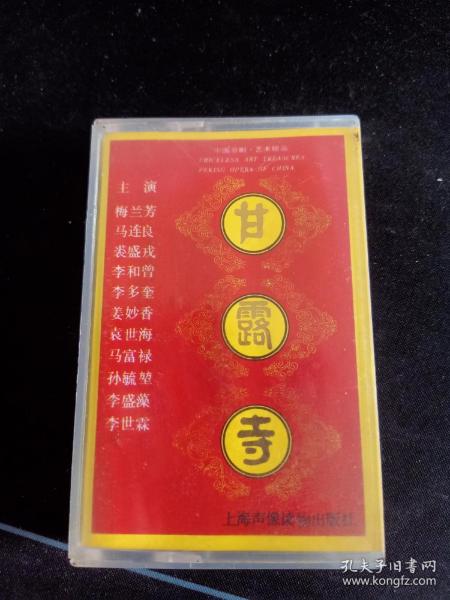 中国京剧·艺术精品
PRICELESS ART TREASURES
PEKING OPERA OF CHINA
主演
梅兰芳
马连良
裘盛戎
李和曾
李多奎
姜妙香
袁世海
马富禄
孙毓堃
李盛藻
李世霖
甘
露
寺
上海声像读物出版社
孔夫子旧书网
www.kongfz.com